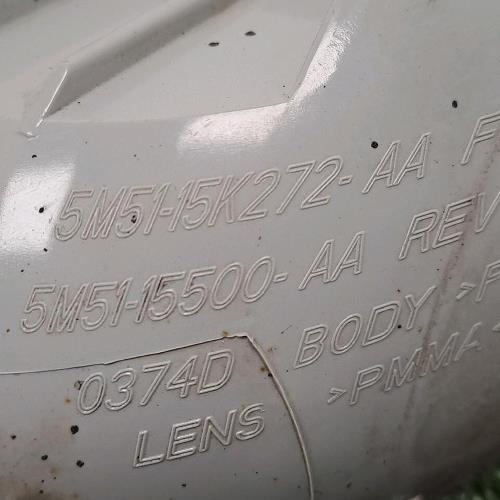 5M51-15K272-AA F
5M51-15500-AA REV
0374D BODY >P
LENS >PMMA